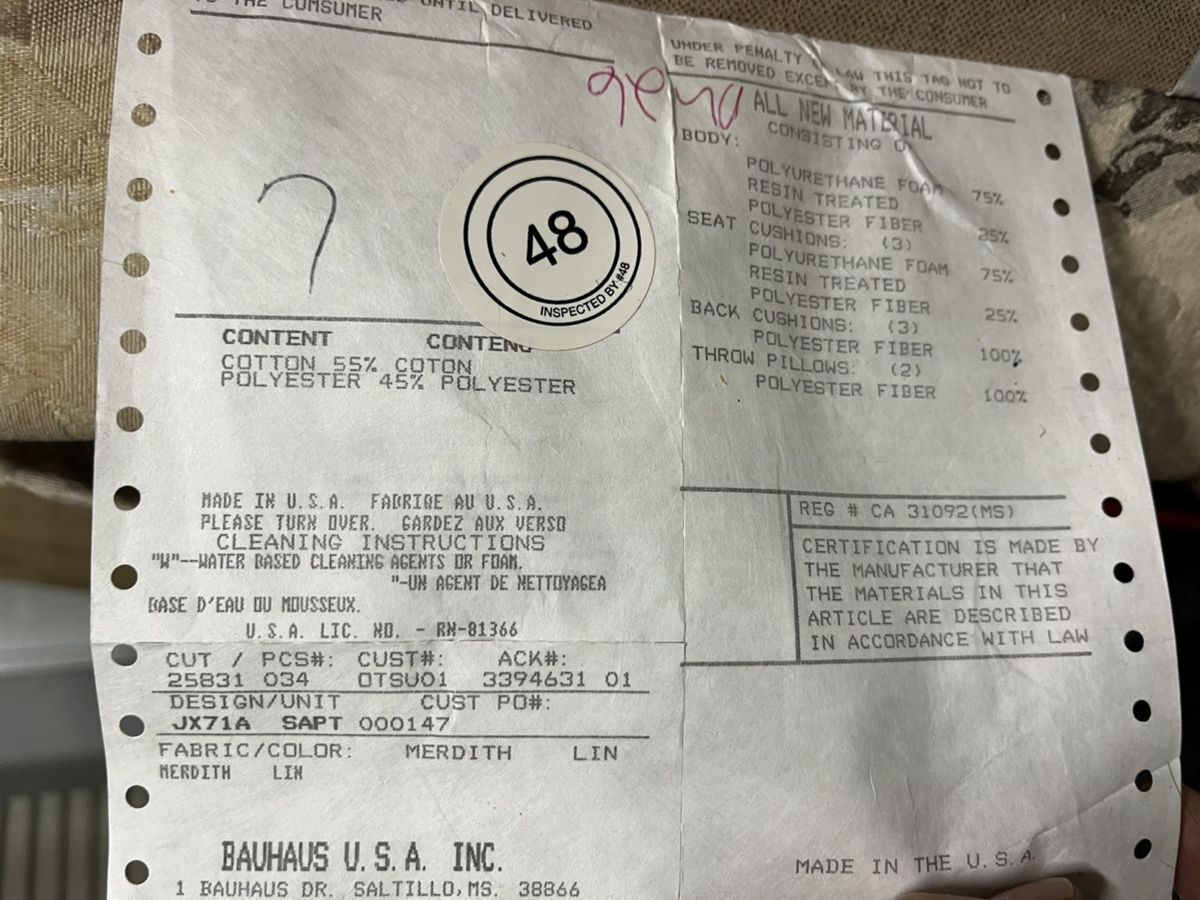 UNTIL DELIVERED
THE CUMSUMER
7
48
INSPECTED BY #48
CONTENT CONTENU
COTTON 55% COTON
POLYESTER 45% POLYESTER
MADE IN U.S.A. FABRIQE AU U.S.A.
PLEASE TURN OVER. GARDEZ AUX VERSO
CLEANING INSTRUCTIONS
"W"--WATER BASED CLEANING AGENTS OR FOAM.
"-UN AGENT DE NETTOYAGEA
BASE D'EAU OU MOUSSEUX.
U.S.A. LIC. NO. - RN-81366
CUT / PCS#: CUST#: ACK#:
25831 034 OTSU01 3394631 01
DESIGN/UNIT CUST PO#:
JX71A SAPT 000147
FABRIC/COLOR: MERDITH LIN
MERDITH LIN
BAUHAUS U.S.A. INC.
1 BAUHAUS DR. SALTILLO, MS. 38866
UNDER PENALTY O LAW THIS TAG NOT TO
BE REMOVED EXCE BY THE CONSUMER
ALL NEW MATERIAL
CONSISTING O
BODY:
POLYURETHANE FOAM 75%
RESIN TREATED
POLYESTER FIBER 25%
SEAT CUSHIONS: (3)
POLYURETHANE FOAM 75%
RESIN TREATED
POLYESTER FIBER 25%
BACK CUSHIONS: (3)
POLYESTER FIBER 100%
THROW PILLOWS: (2)
POLYESTER FIBER 100%
REG # CA 31092(MS)
CERTIFICATION IS MADE BY
THE MANUFACTURER THAT
THE MATERIALS IN THIS
ARTICLE ARE DESCRIBED
IN ACCORDANCE WITH LAW
MADE IN THE U.S.A.